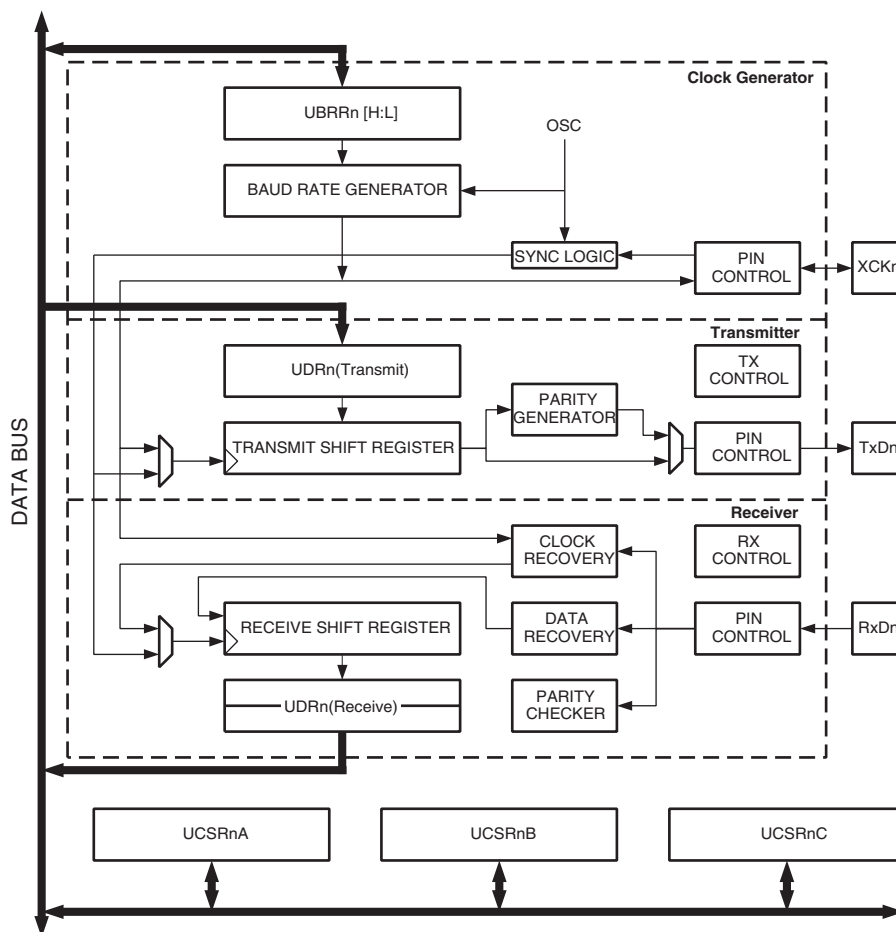 Clock Generator
UBRRn [H:L]
OSC
BAUD RATE GENERATOR
SYNC LOGIC
PIN
CONTROL
XCKn
Transmitter
UDRn(Transmit)
TX
CONTROL
PARITY
GENERATOR
TRANSMIT SHIFT REGISTER
PIN
CONTROL
TxDn
DATA BUS
Receiver
CLOCK
RECOVERY
RX
CONTROL
RECEIVE SHIFT REGISTER
DATA
RECOVERY
PIN
CONTROL
RxDn
UDRn(Receive)
PARITY
CHECKER
UCSRnA
UCSRnB
UCSRnC